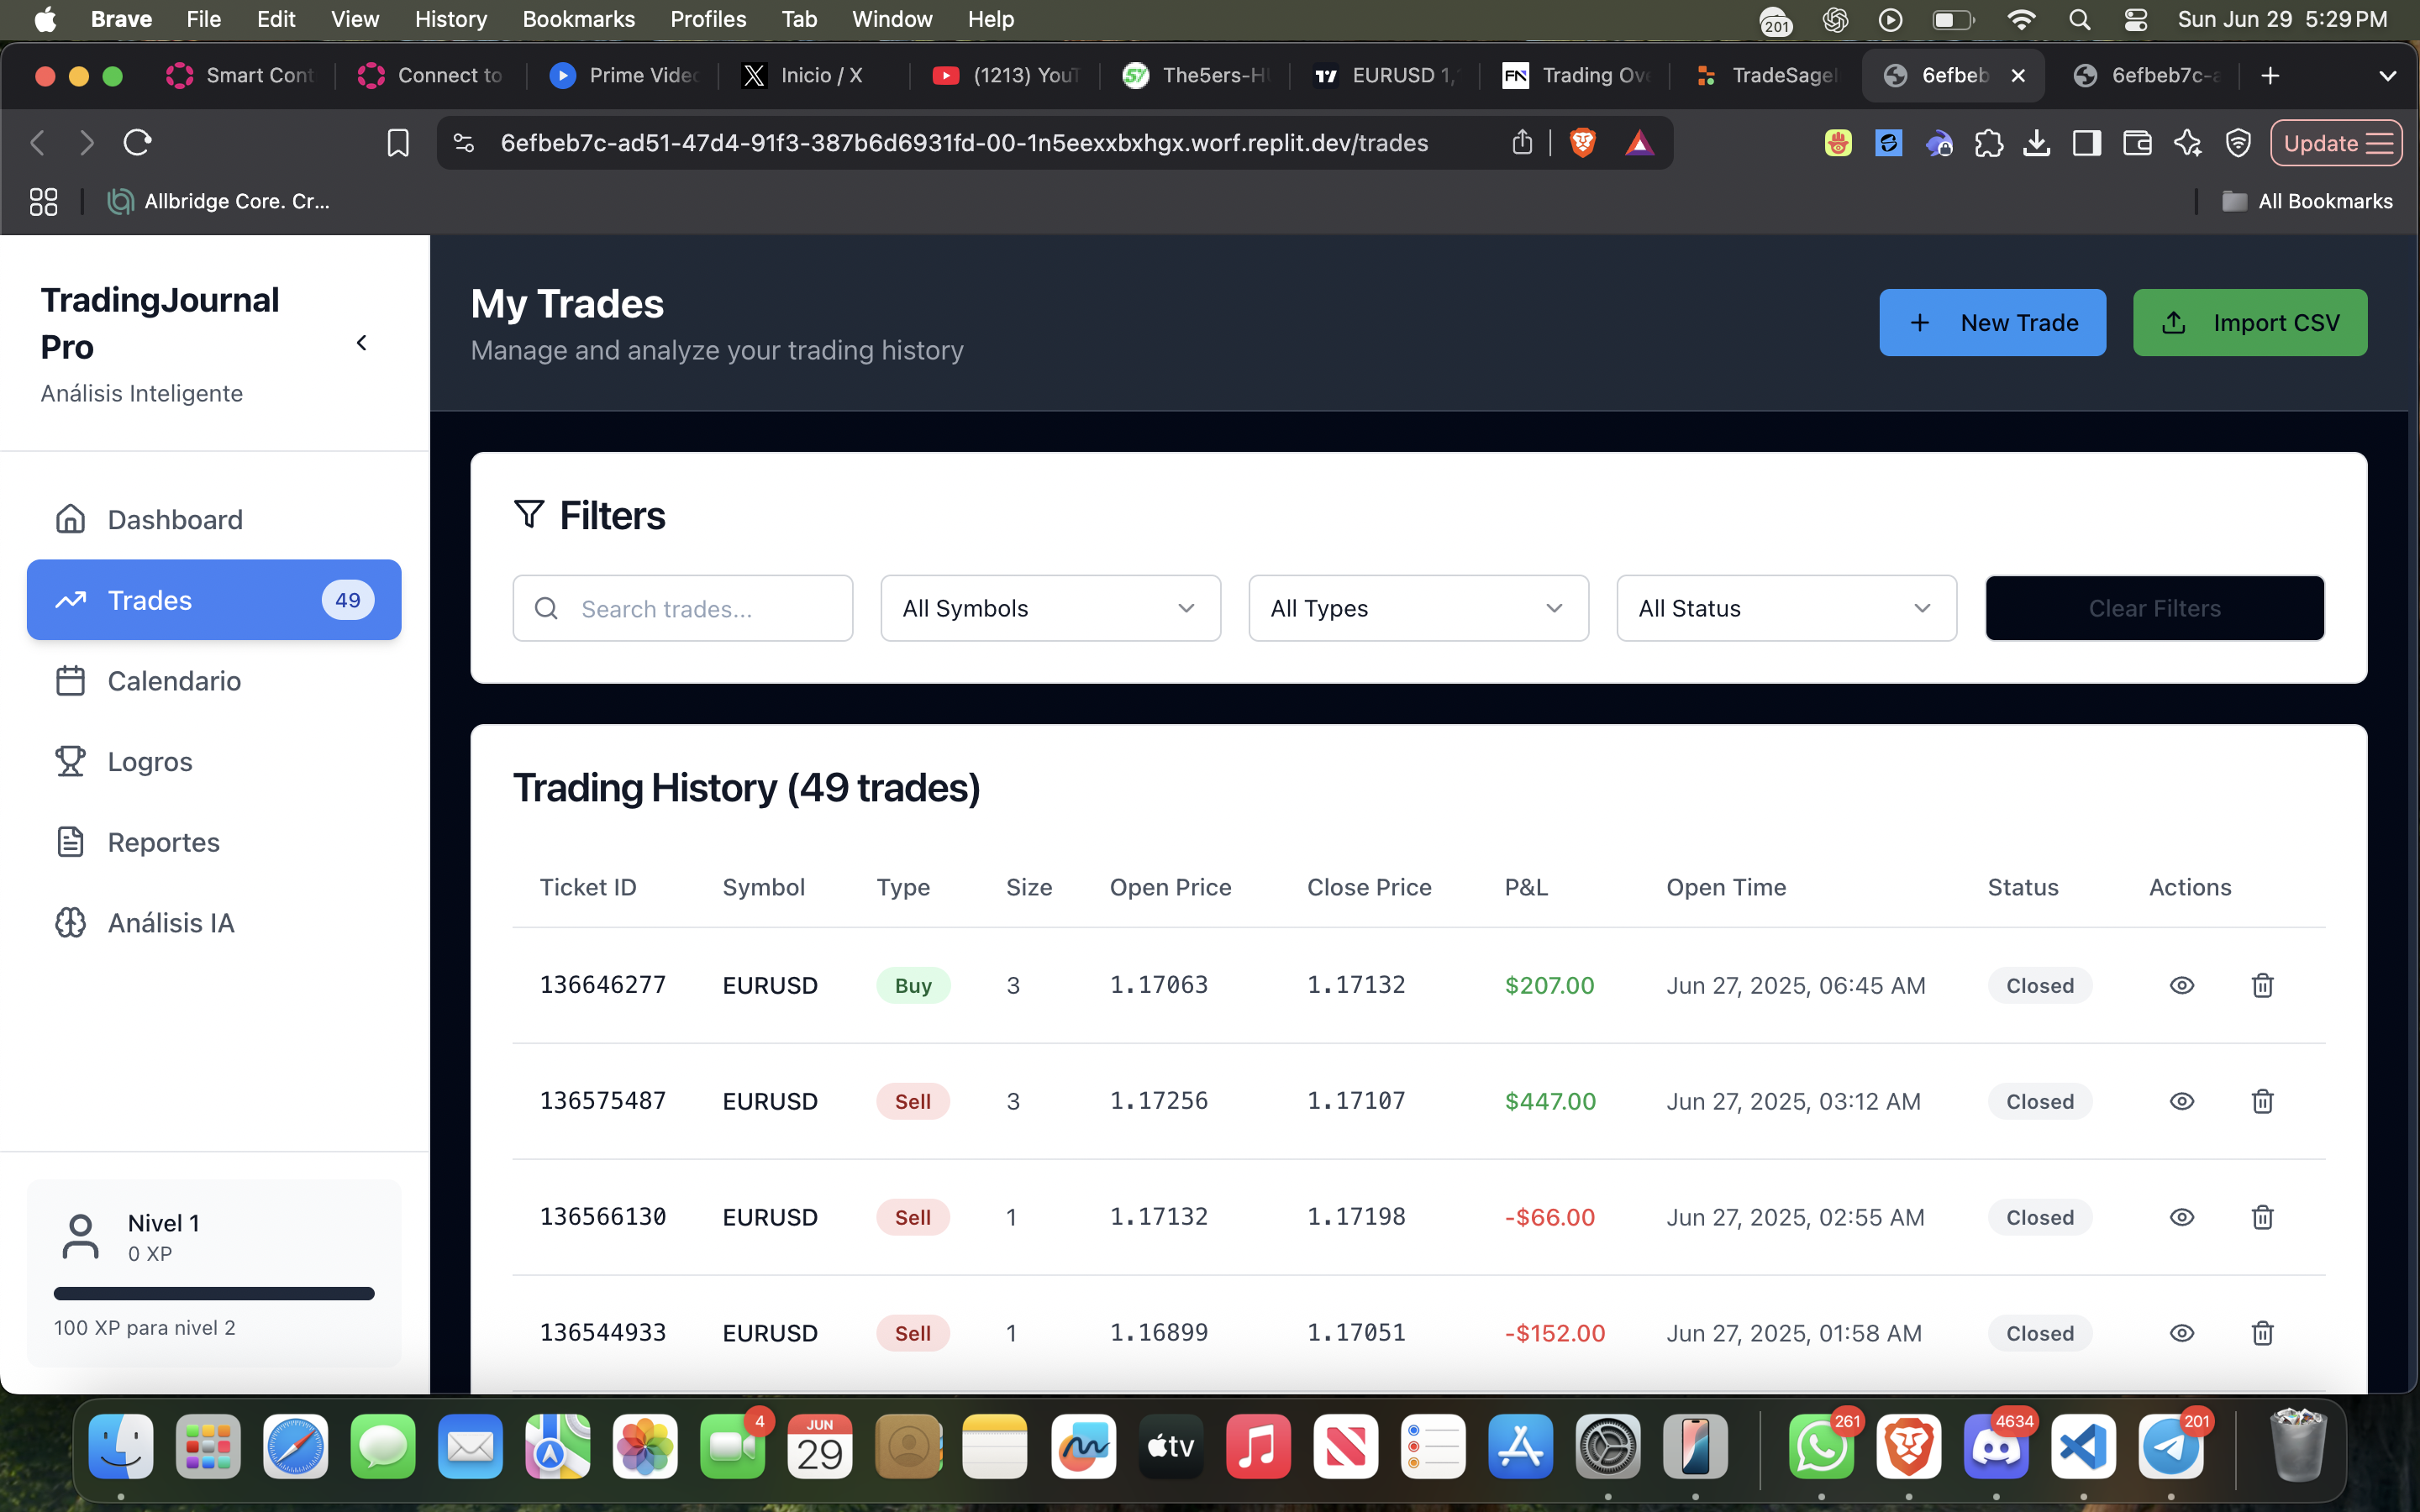 Brave File Edit View History Bookmarks Profiles Tab Window Help 201 Sun Jun 29 5:29 PM
Smart Cont Connect to Prime Video Inicio / X (1213) YouT The5ers-HU EURUSD 1, Trading Ov TradeSage 6efbeb 6efbeb7c-a
6efbeb7c-ad51-47d4-91f3-387b6d6931fd-00-1n5eexxbxhgx.worf.replit.dev/trades Update
Allbridge Core. Cr... All Bookmarks
TradingJournal
Pro
Análisis Inteligente
Dashboard
Trades 49
Calendario
Logros
Reportes
Análisis IA
Nivel 1
0 XP
100 XP para nivel 2
My Trades
Manage and analyze your trading history
New Trade
Import CSV
Filters
Search trades... All Symbols All Types All Status Clear Filters
Trading History (49 trades)
Ticket ID Symbol Type Size Open Price Close Price P&L Open Time Status Actions
136646277 EURUSD Buy 3 1.17063 1.17132 $207.00 Jun 27, 2025, 06:45 AM Closed
136575487 EURUSD Sell 3 1.17256 1.17107 $447.00 Jun 27, 2025, 03:12 AM Closed
136566130 EURUSD Sell 1 1.17132 1.17198 -$66.00 Jun 27, 2025, 02:55 AM Closed
136544933 EURUSD Sell 1 1.16899 1.17051 -$152.00 Jun 27, 2025, 01:58 AM Closed
4 JUN 29 tv 261 4634 201